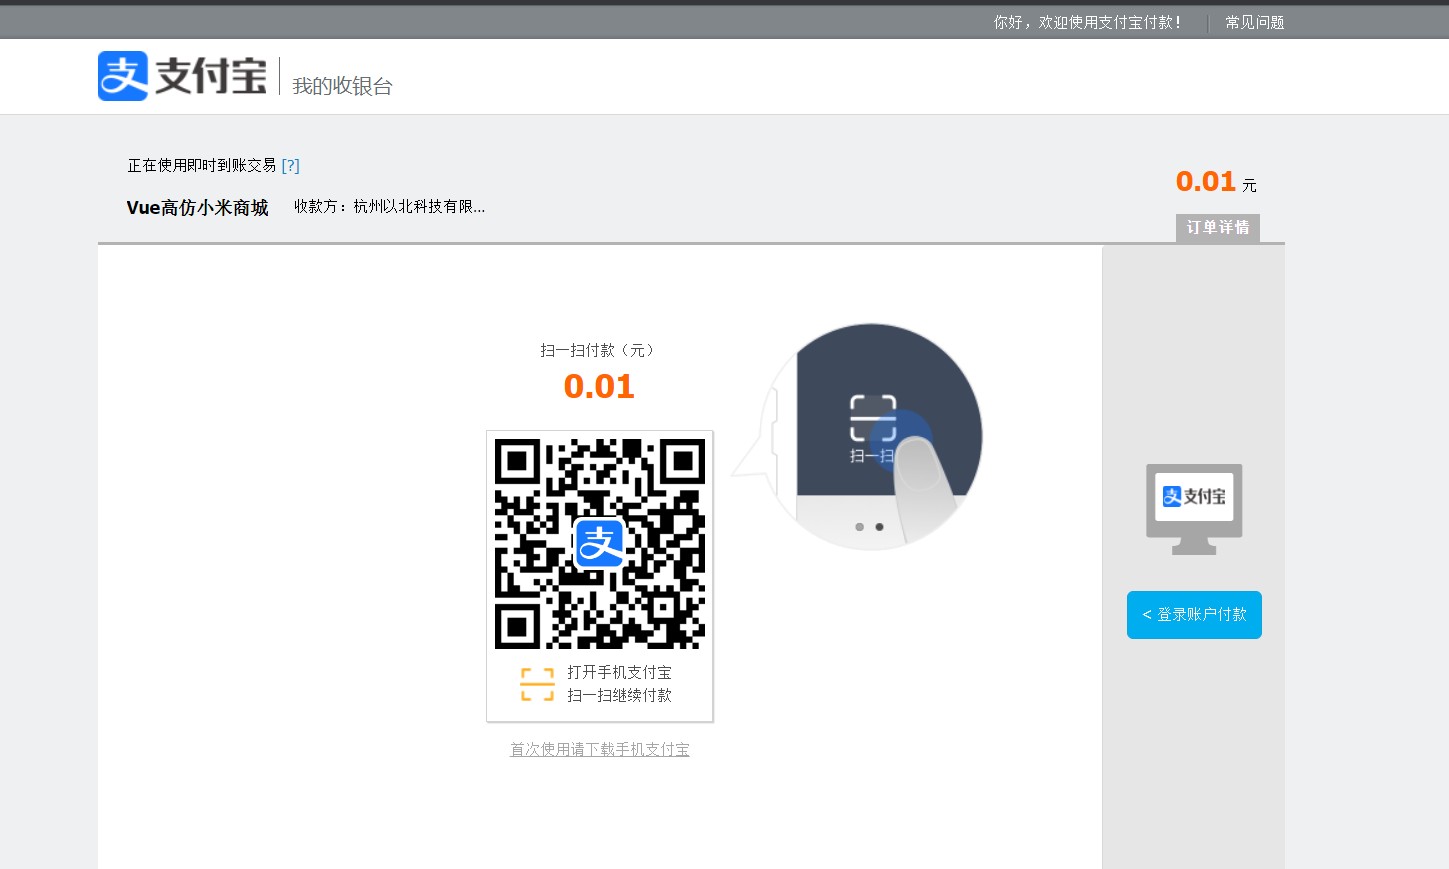 你好，欢迎使用支付宝付款！ 常见问题
支 支付宝 我的收银台
正在使用即时到账交易 [?]
0.01 元
Vue高仿小米商城 收款方：杭州以北科技有限...
订单详情
扫一扫付款（元）
0.01
扫一扫
支
支 支付宝
< 登录账户付款
打开手机支付宝
扫一扫继续付款
首次使用请下载手机支付宝